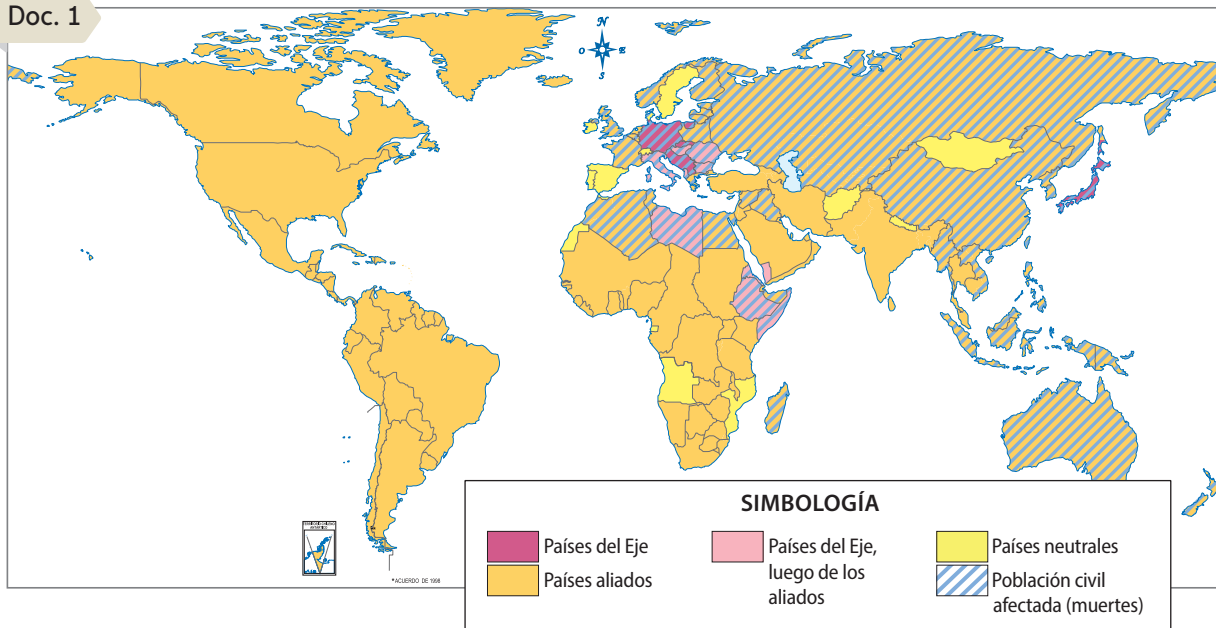 Doc. 1
N
O
E
S
SIMBOLOGÍA
Países del Eje
Países aliados
Países del Eje,
luego de los
aliados
Países neutrales
Población civil
afectada (muertes)
*ACUERDO DE 1998